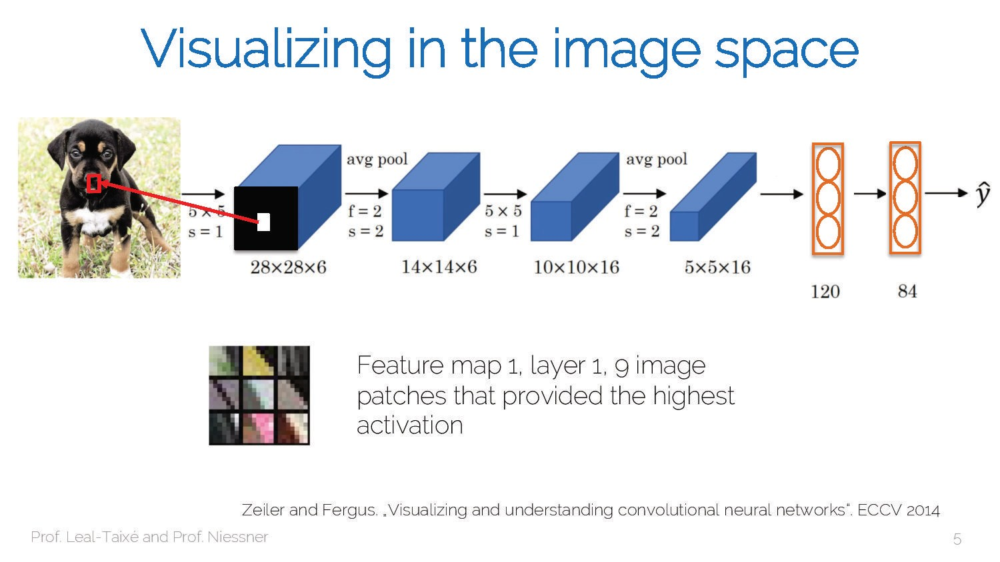 Visualizing in the image space
avg pool
avg pool
5 × 5
s = 1
f = 2
s = 2
5 × 5
s = 1
f = 2
s = 2
ŷ
28×28×6
14×14×6
10×10×16
5×5×16
120
84
Feature map 1, layer 1, 9 image
patches that provided the highest
activation
Zeiler and Fergus. „Visualizing and understanding convolutional neural networks“. ECCV 2014
Prof. Leal-Taixé and Prof. Niessner
5